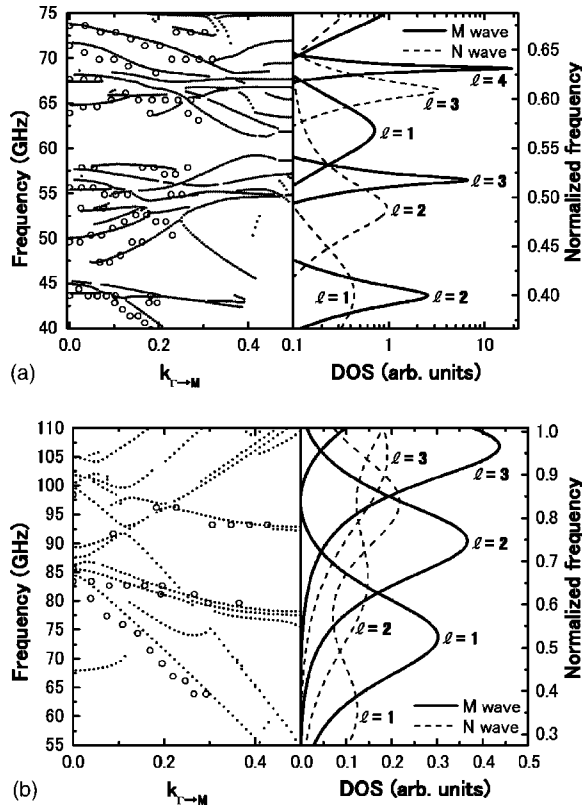 75
70
65
60
55
50
45
40
Frequency (GHz)
0.0 0.2 0.4
k Γ→M
(a)
M wave
N wave
ℓ = 4
ℓ = 3
ℓ = 1
ℓ = 3
ℓ = 2
ℓ = 1
ℓ = 2
0.1 1 10
DOS (arb. units)
0.65
0.60
0.55
0.50
0.45
0.40
Normalized frequency
110
105
100
95
90
85
80
75
70
65
60
55
Frequency (GHz)
0.0 0.2 0.4
k Γ→M
(b)
ℓ = 3
ℓ = 3
ℓ = 2
ℓ = 2
ℓ = 1
ℓ = 1
M wave
N wave
0.0 0.1 0.2 0.3 0.4 0.5
DOS (arb. units)
1.0
0.9
0.8
0.7
0.6
0.5
0.4
0.3
Normalized frequency